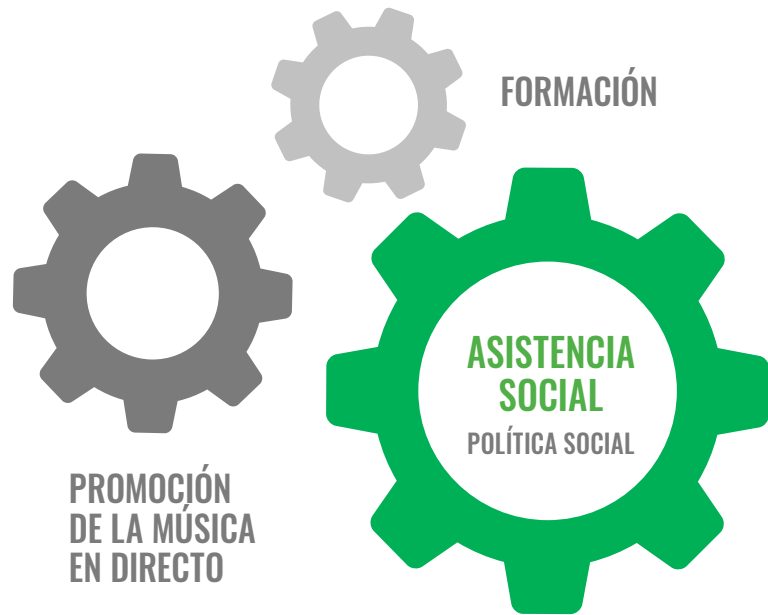 FORMACIÓN
ASISTENCIA
SOCIAL
POLÍTICA SOCIAL
PROMOCIÓN
DE LA MÚSICA
EN DIRECTO